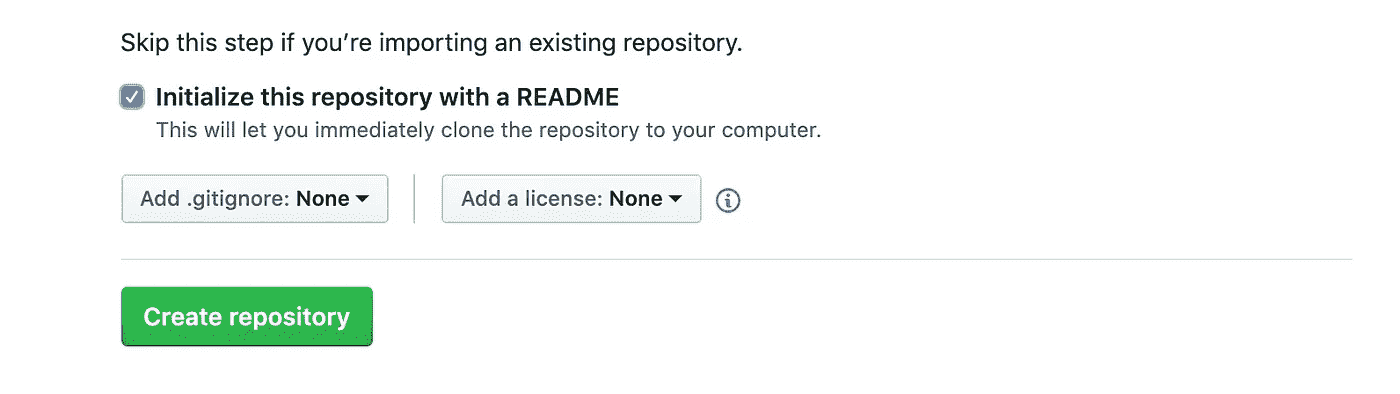 Skip this step if you’re importing an existing repository.
Initialize this repository with a README
This will let you immediately clone the repository to your computer.
Add .gitignore: None
Add a license: None
Create repository